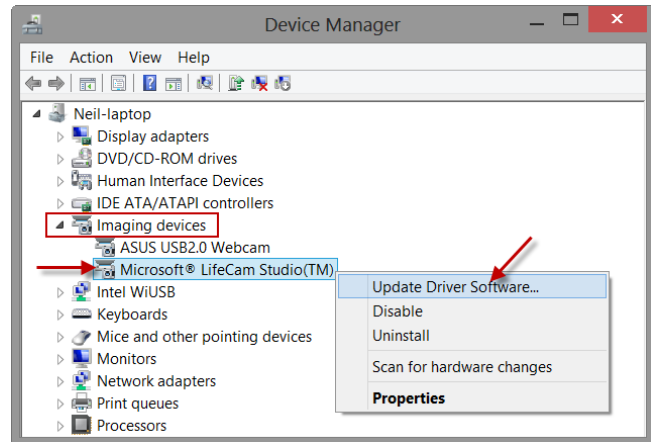 Device Manager
File Action View Help
Neil-laptop
Display adapters
DVD/CD-ROM drives
Human Interface Devices
IDE ATA/ATAPI controllers
Imaging devices
ASUS USB2.0 Webcam
Microsoft® LifeCam Studio(TM)
Intel WiUSB
Keyboards
Mice and other pointing devices
Monitors
Network adapters
Print queues
Processors
Update Driver Software...
Disable
Uninstall
Scan for hardware changes
Properties